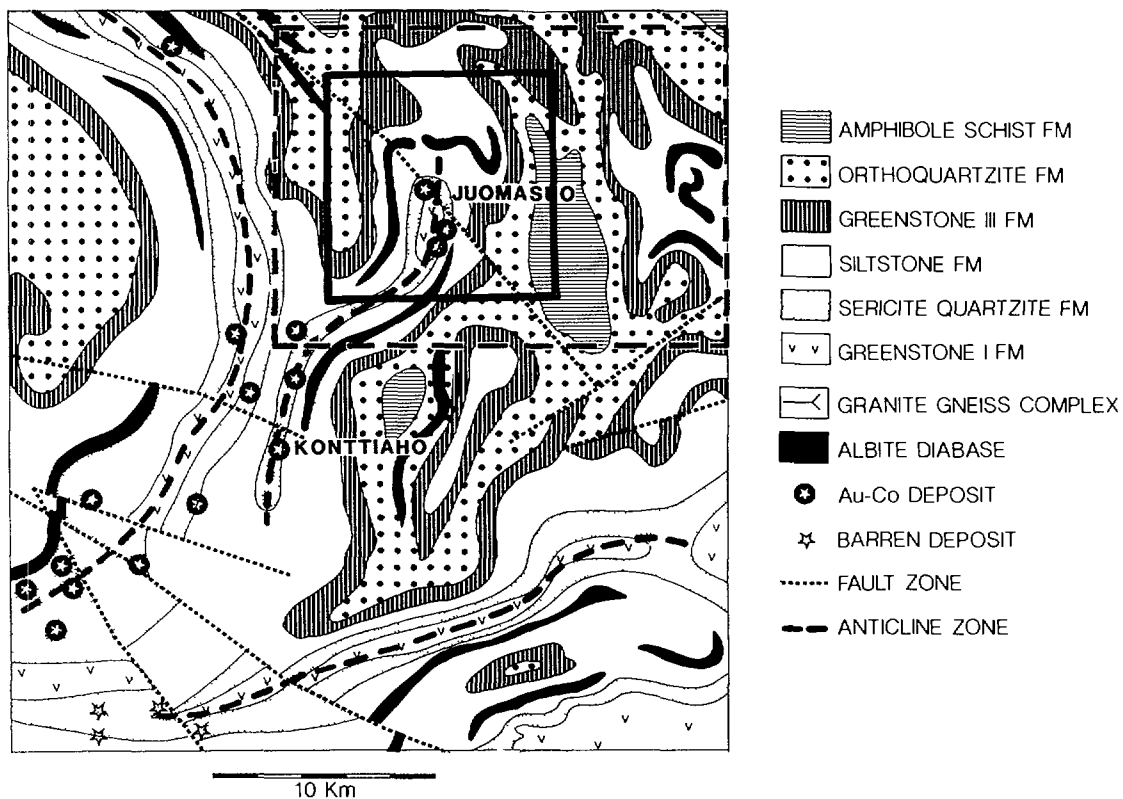 JUOMASUO
KONTTIAHO
10 Km
AMPHIBOLE SCHIST FM
ORTHOQUARTZITE FM
GREENSTONE III FM
SILTSTONE FM
SERICITE QUARTZITE FM
GREENSTONE I FM
GRANITE GNEISS COMPLEX
ALBITE DIABASE
Au-Co DEPOSIT
BARREN DEPOSIT
FAULT ZONE
ANTICLINE ZONE